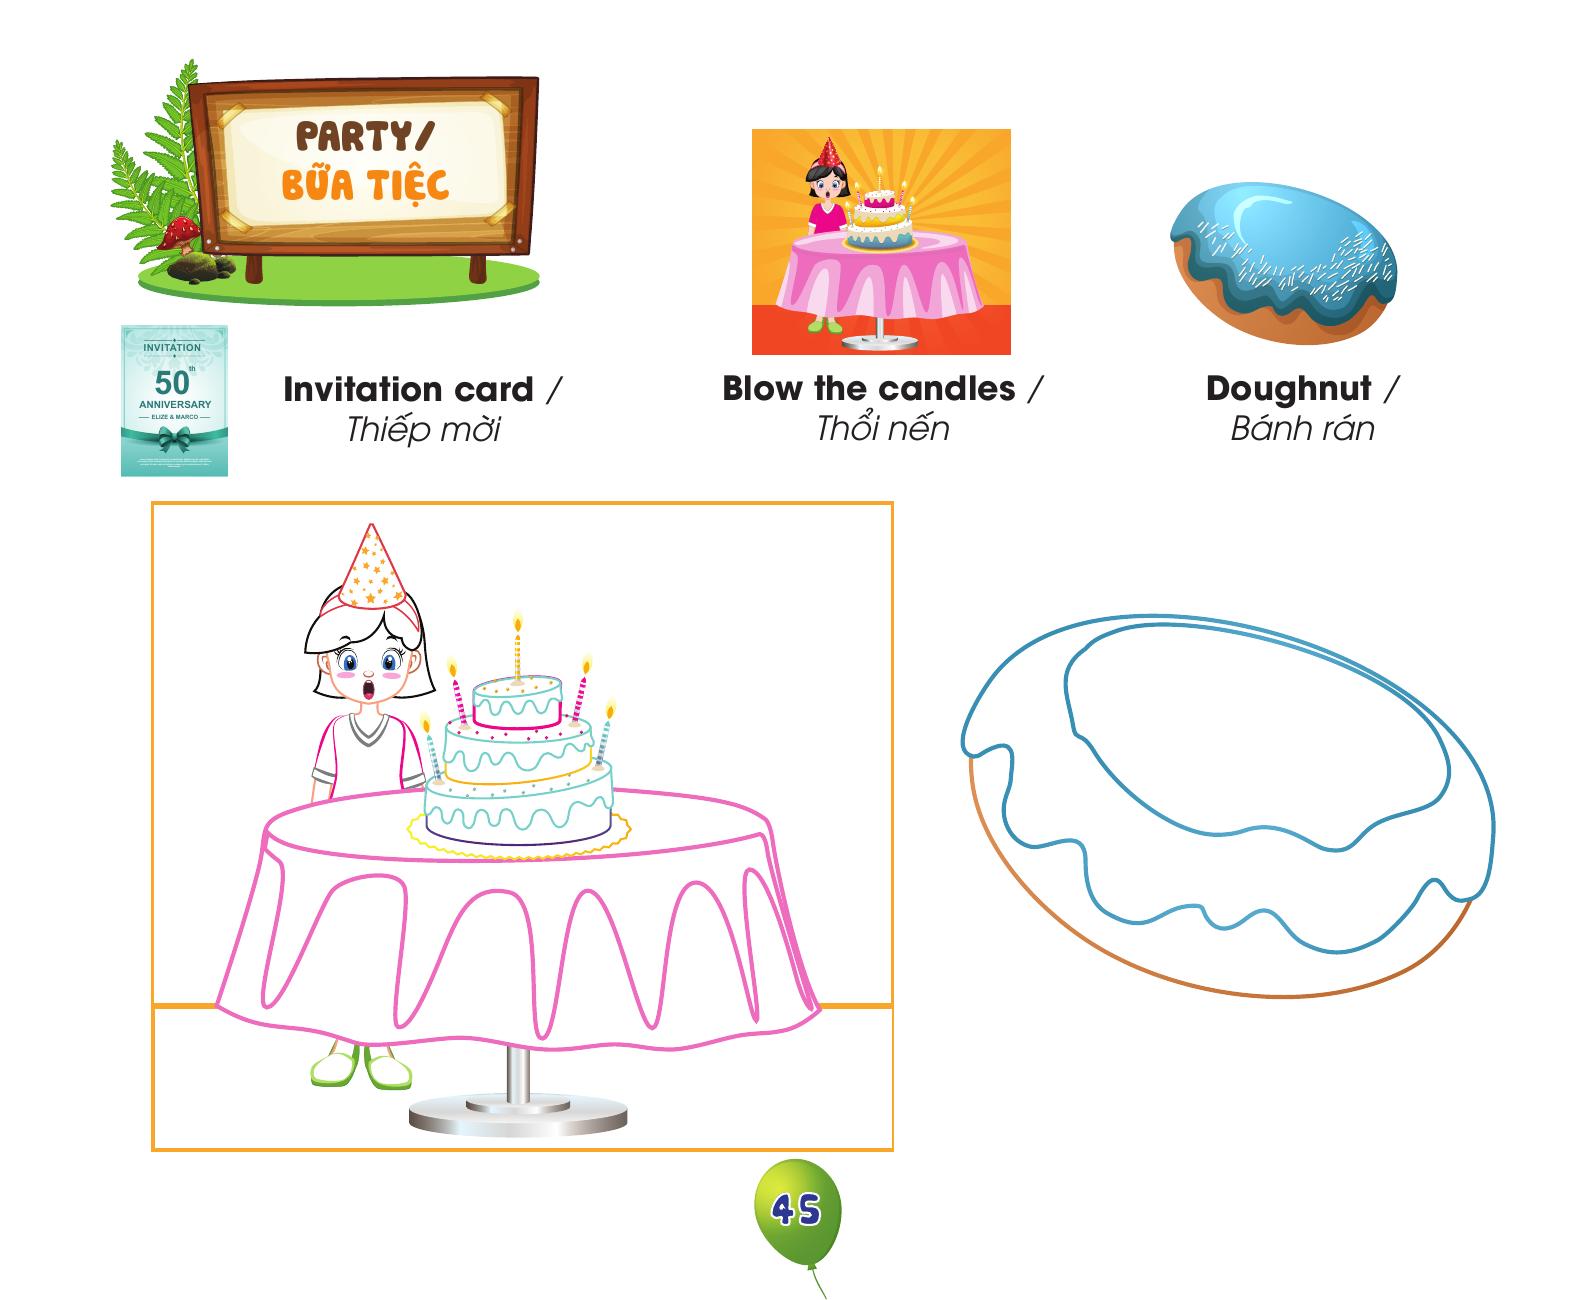 PARTY/
BỮA TIỆC
INVITATION
50th
ANNIVERSARY
ELIZE & MARCO
Invitation card /
Thiếp mời
Blow the candles /
Thổi nến
Doughnut /
Bánh rán
45